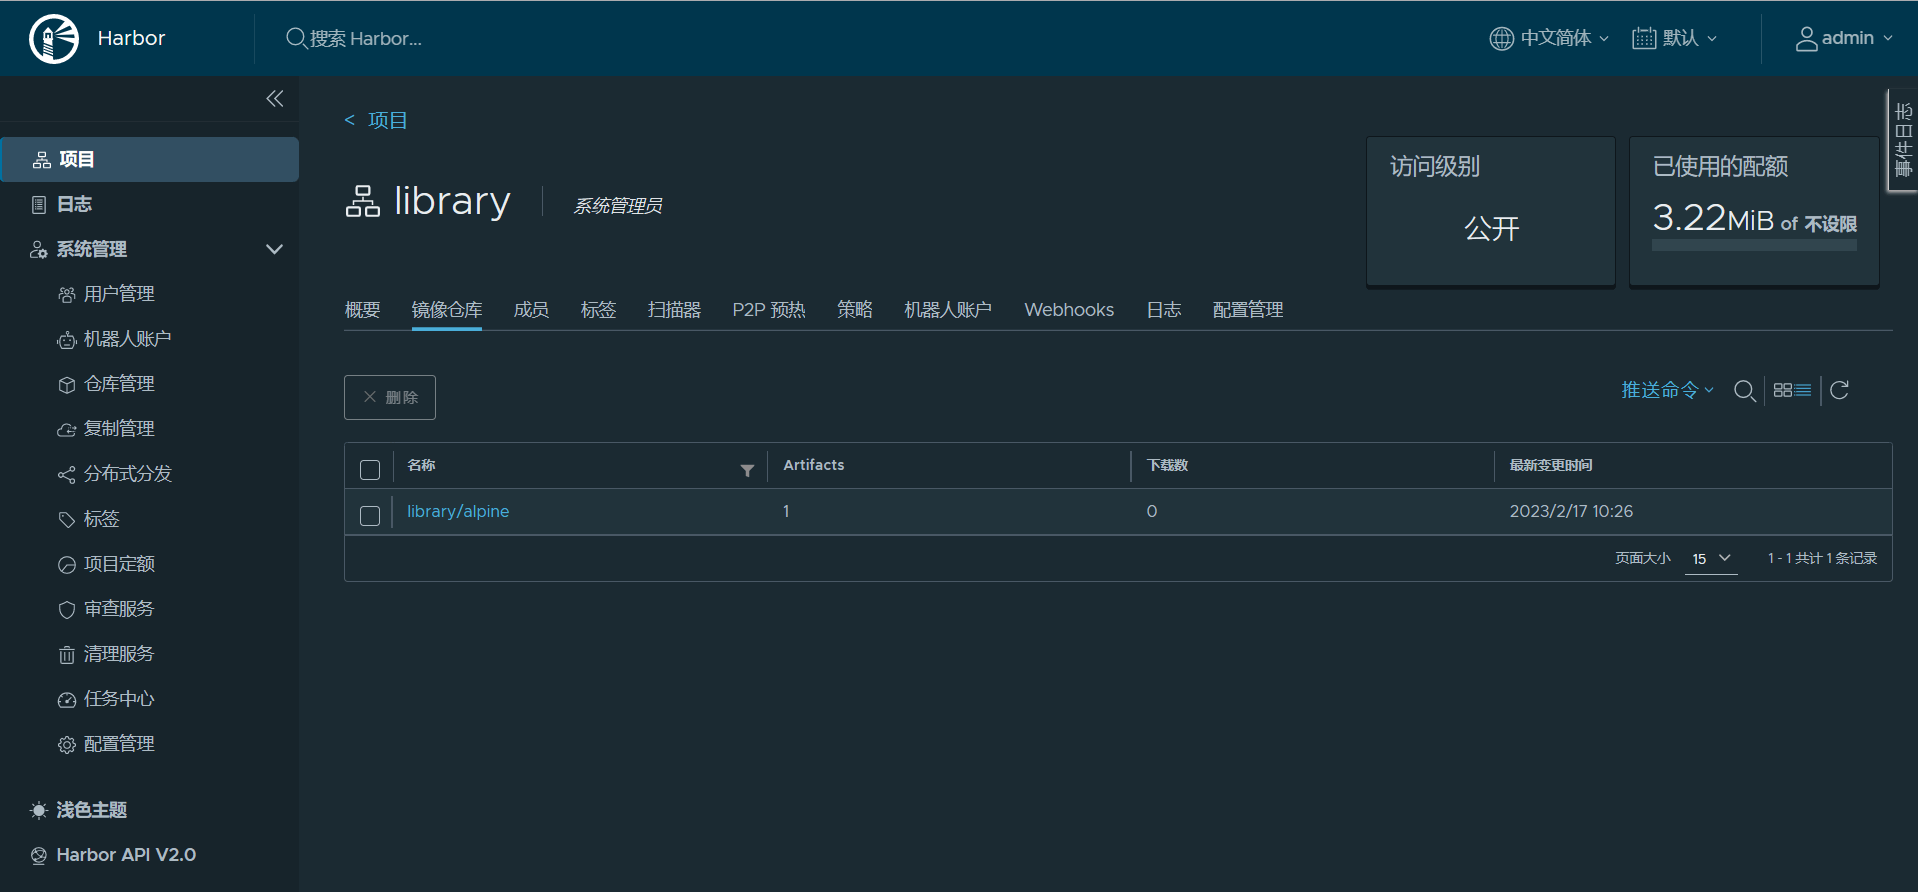 Harbor
搜索 Harbor...
中文简体
默认
admin
项目
日志
系统管理
用户管理
机器人账户
仓库管理
复制管理
分布式分发
标签
项目定额
审查服务
清理服务
任务中心
配置管理
浅色主题
Harbor API V2.0
< 项目
library
系统管理员
访问级别
公开
已使用的配额
3.22MiB of 不设限
事件日志
概要 镜像仓库 成员 标签 扫描器 P2P 预热 策略 机器人账户 Webhooks 日志 配置管理
删除
推送命令
名称 Artifacts 下载数 最新变更时间
library/alpine 1 0 2023/2/17 10:26
页面大小 15 1 - 1 共计 1 条记录